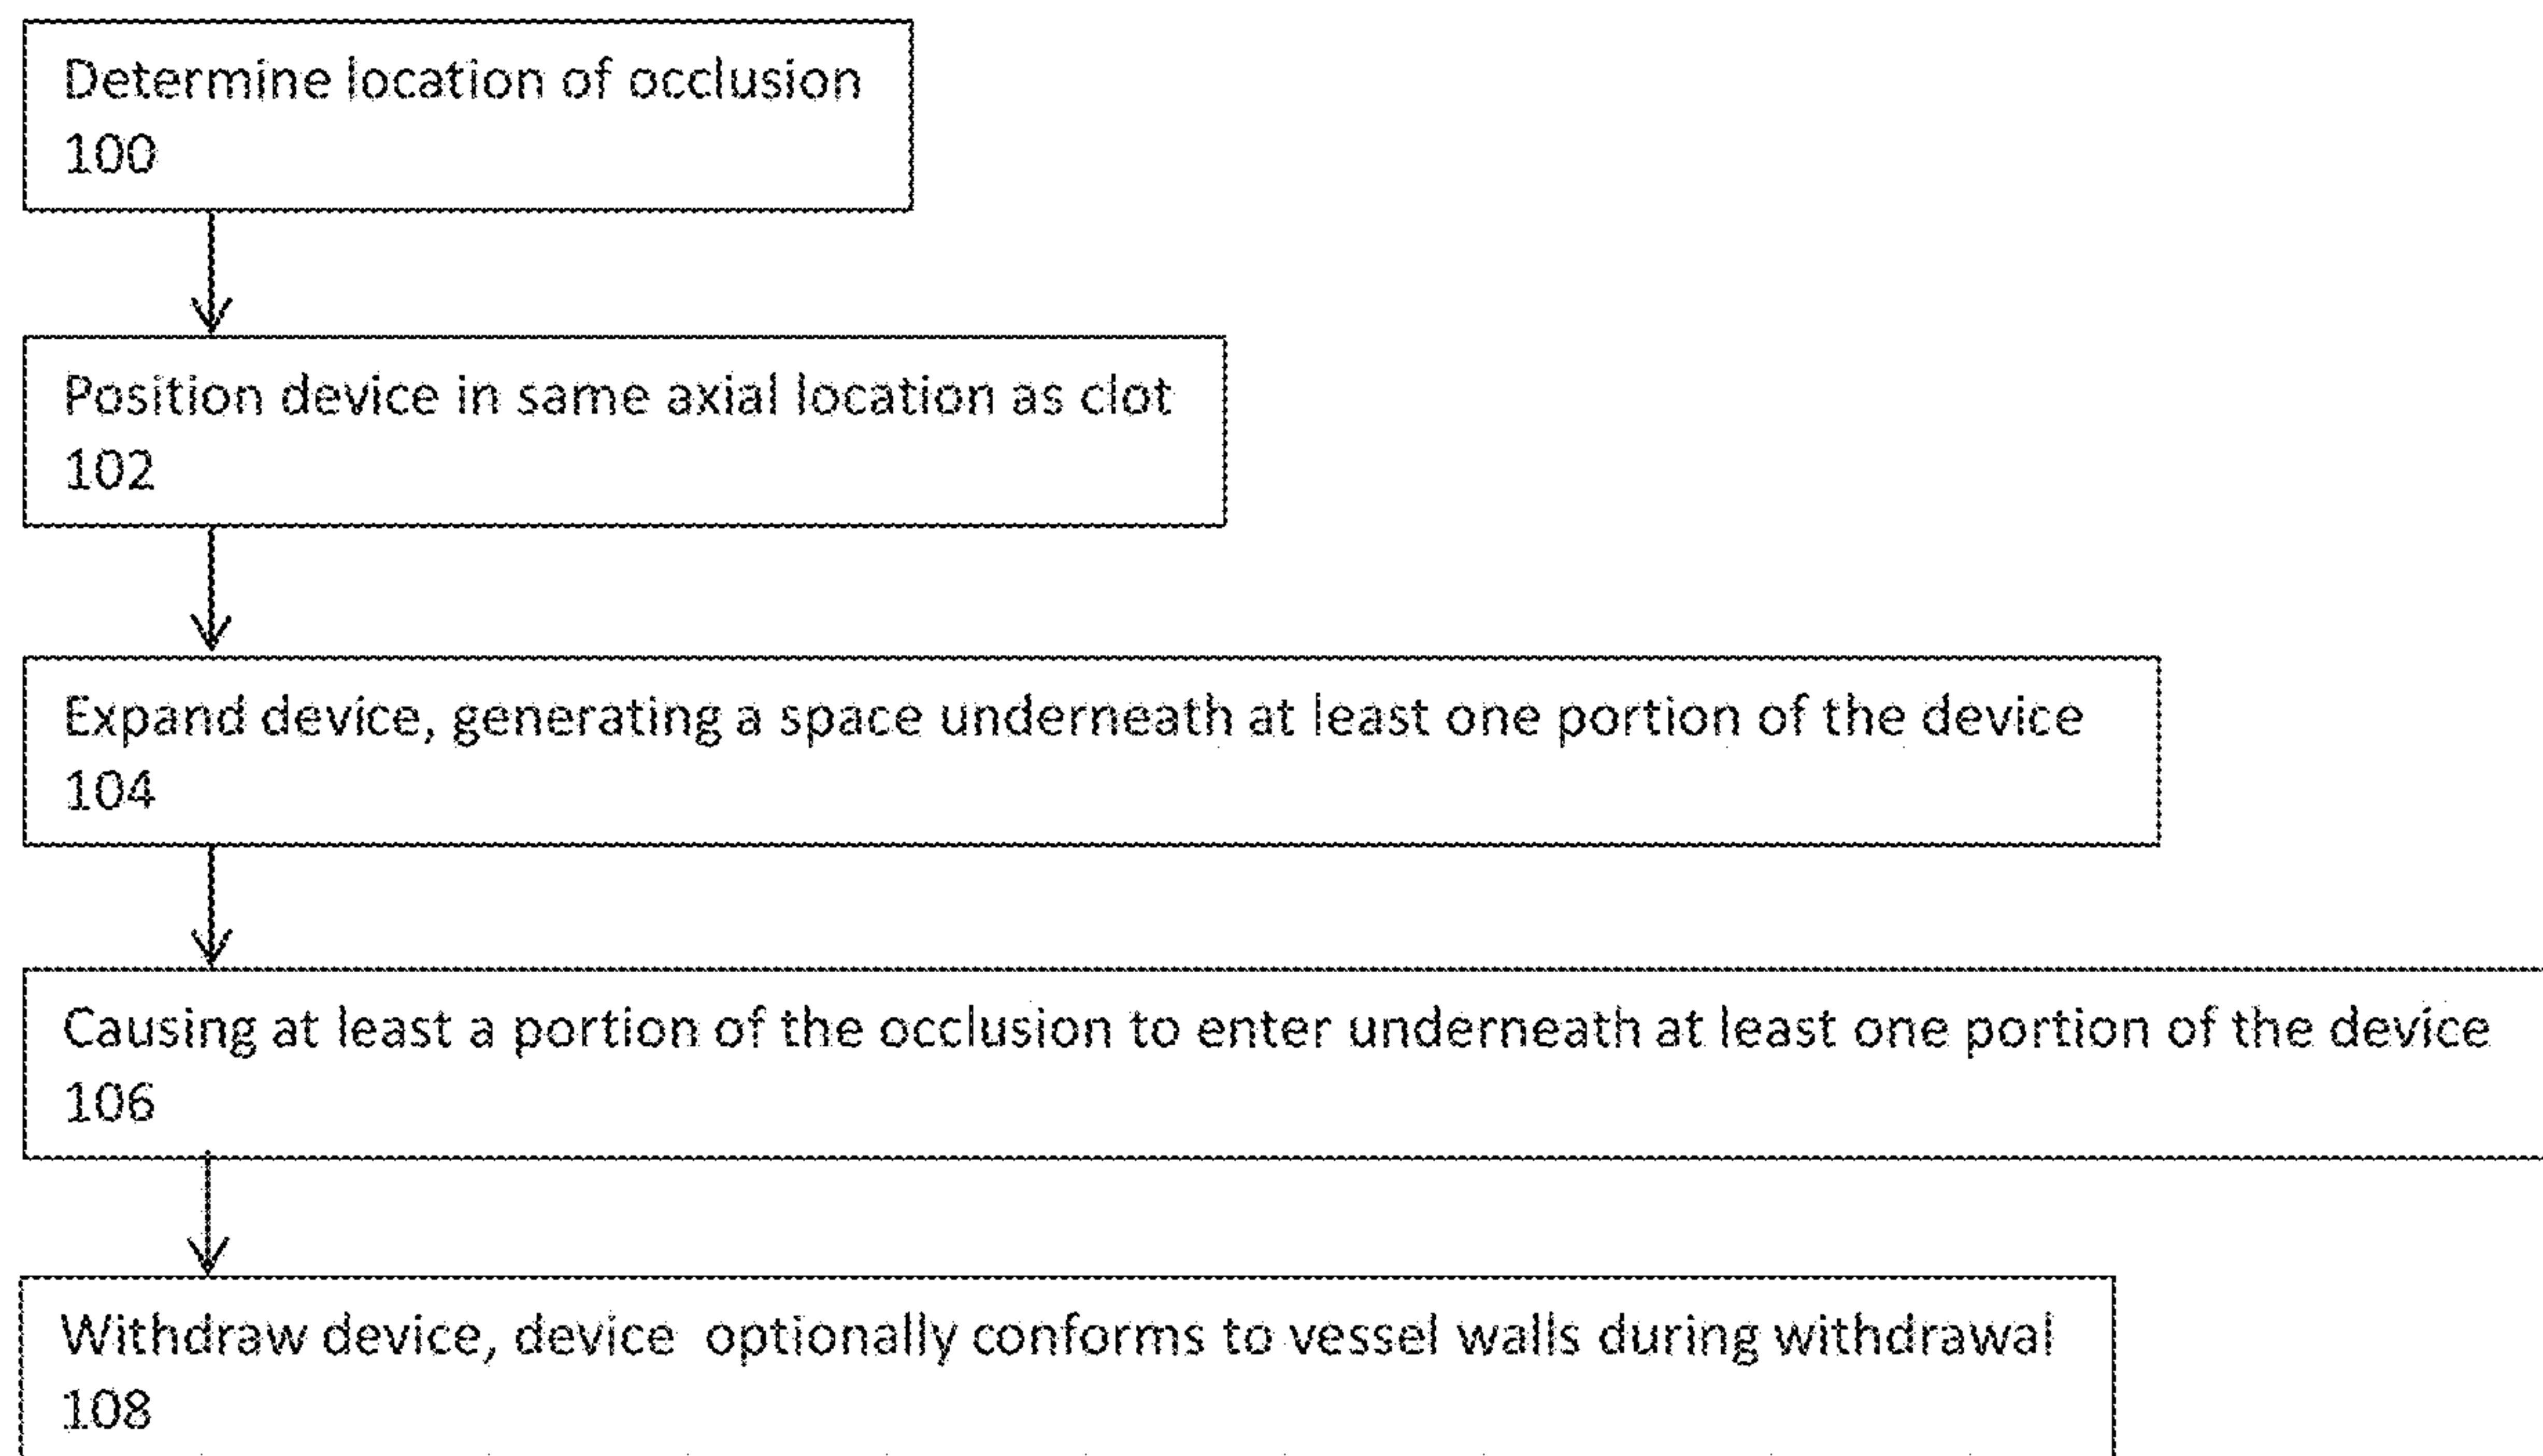 Determine location of occlusion
100
Position device in same axial location as clot
102
Expand device, generating a space underneath at least one portion of the device
104
Causing at least a portion of the occlusion to enter underneath at least one portion of the device
106
Withdraw device, device optionally conforms to vessel walls during withdrawal
108